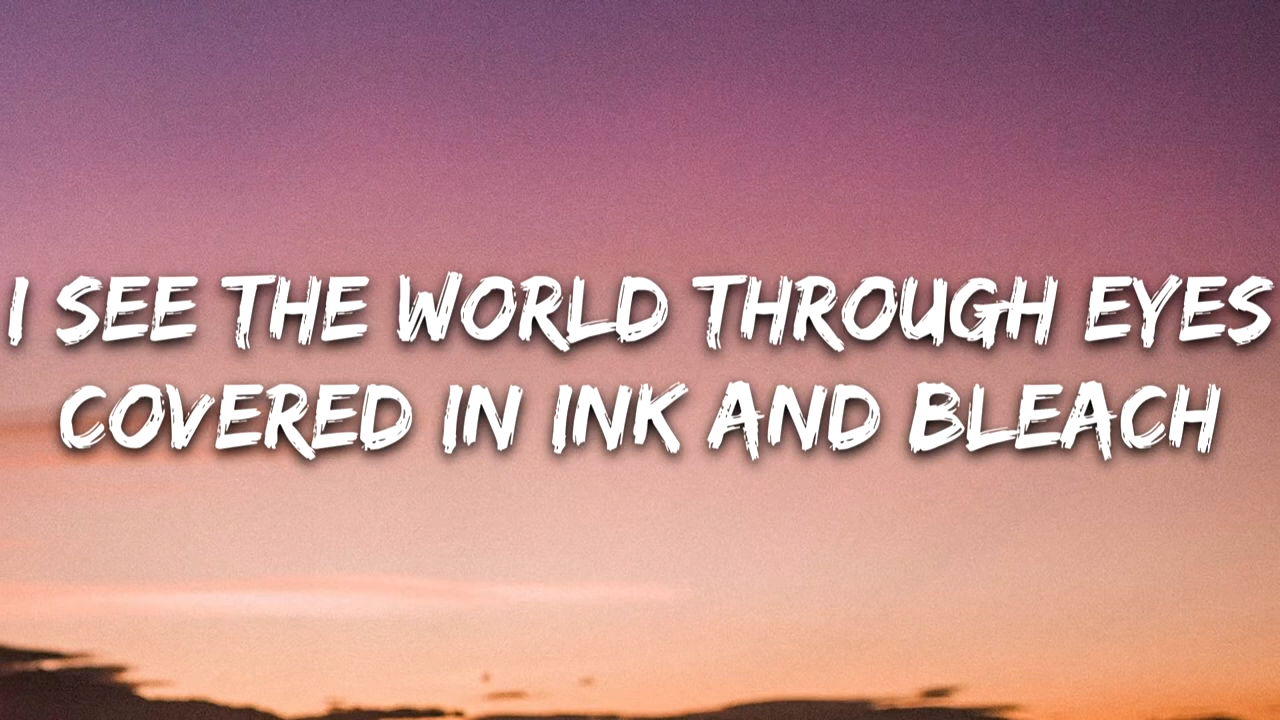 I SEE THE WORLD THROUGH EYES
COVERED IN INK AND BLEACH